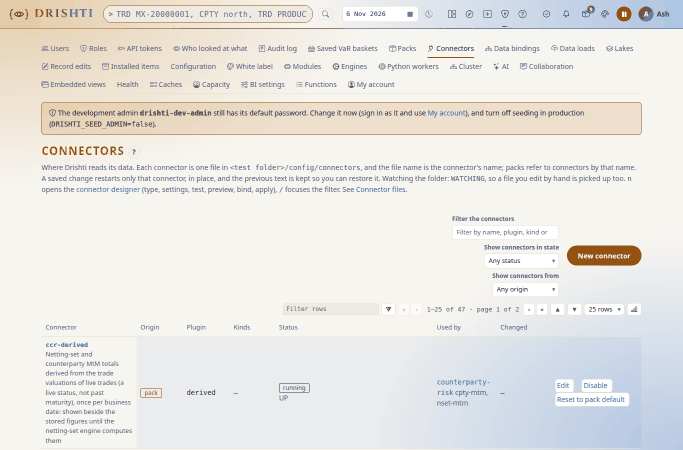 {👁} DRISHTI > TRD MX-20000001, CPTY north, TRD PRODUC 6 Nov 2026 A Ash
Users Roles API tokens Who looked at what Audit log Saved VaR baskets Packs Connectors Data bindings Data loads Lakes
Record edits Installed items Configuration White label Modules Engines Python workers Cluster AI Collaboration
Embedded views Health Caches Capacity BI settings Functions My account
The development admin drishti-dev-admin still has its default password. Change it now (sign in as it and use My account), and turn off seeding in production
(DRISHTI_SEED_ADMIN=false).
CONNECTORS ?
Where Drishti reads its data. Each connector is one file in <test folder>/config/connectors, and the file name is the connector's name; packs refer to connectors by that name.
A saved change restarts only that connector, in place, and the previous text is kept so you can restore it. Watching the folder: WATCHING, so a file you edit by hand is picked up too. n
opens the connector designer (type, settings, test, preview, bind, apply), / focuses the filter. See Connector files.
Filter the connectors
Filter by name, plugin, kind or
Show connectors in state
Any status
New connector
Show connectors from
Any origin
Filter rows 1–25 of 47 · page 1 of 2 25 rows
Connector Origin Plugin Kinds Status Used by Changed
ccr-derived
Netting-set and
counterparty MtM totals
derived from the trade
valuations of live trades (a
live status, not past
maturity), once per business
date: shown beside the
stored figures until the
netting-set engine computes
them
pack derived — running
UP
counterparty-
risk cpty-mtm,
nset-mtm
—
Edit Disable
Reset to pack default